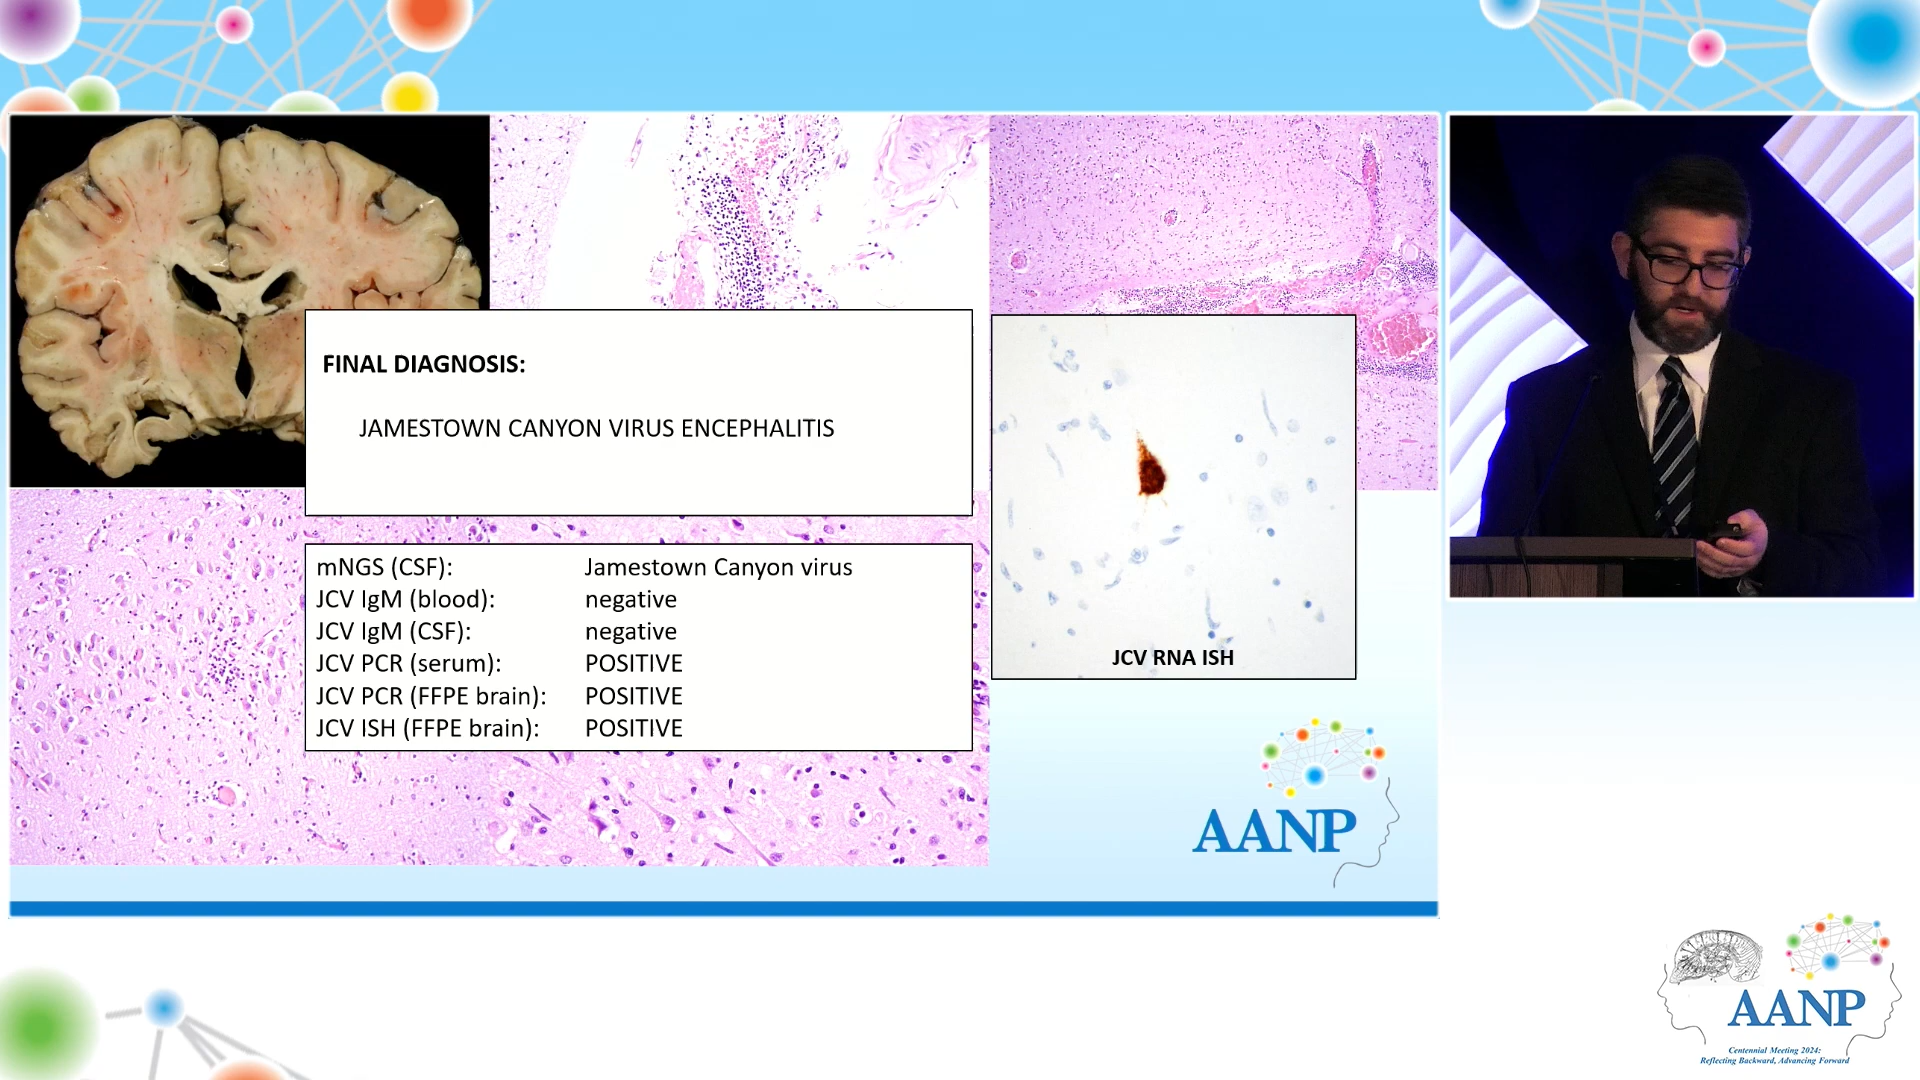 FINAL DIAGNOSIS:
JAMESTOWN CANYON VIRUS ENCEPHALITIS
mNGS (CSF): Jamestown Canyon virus
JCV IgM (blood): negative
JCV IgM (CSF): negative
JCV PCR (serum): POSITIVE
JCV PCR (FFPE brain): POSITIVE
JCV ISH (FFPE brain): POSITIVE
JCV RNA ISH
AANP
AANP
Centennial Meeting 2024:
Reflecting Backward, Advancing Forward